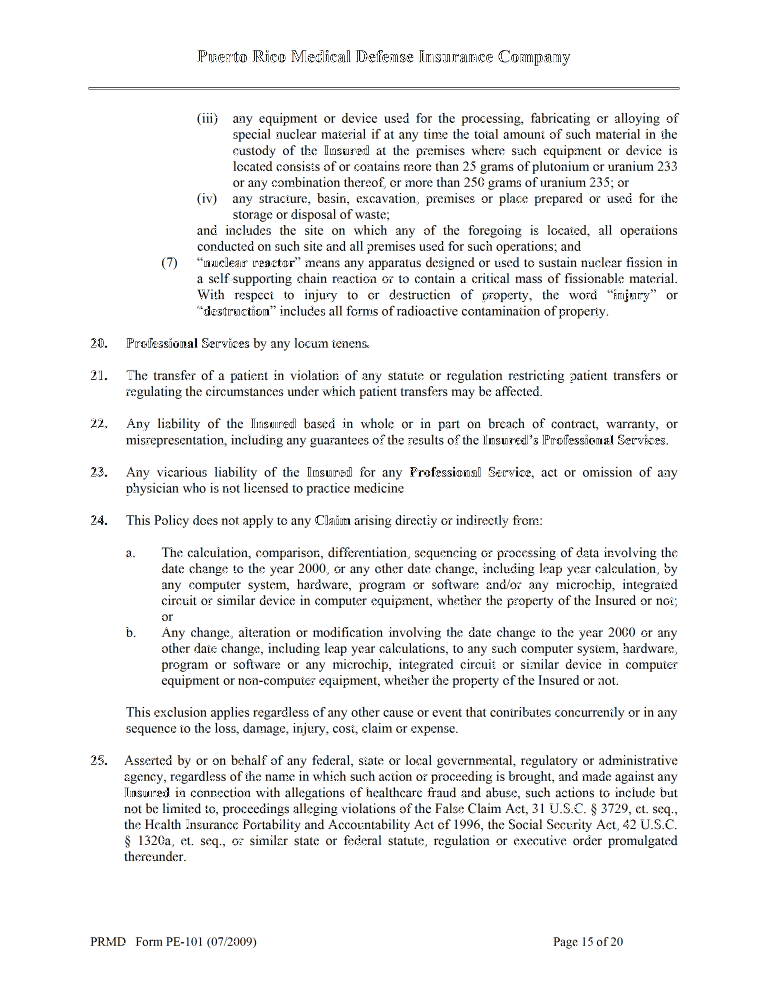 Puerto Rico Medical Defense Insurance Company
(iii) any equipment or device used for the processing, fabricating or alloying of
special nuclear material if at any time the total amount of such material in the
custody of the Insured at the premises where such equipment or device is
located consists of or contains more than 25 grams of plutonium or uranium 233
or any combination thereof, or more than 250 grams of uranium 235; or
(iv) any structure, basin, excavation, premises or place prepared or used for the
storage or disposal of waste;
and includes the site on which any of the foregoing is located, all operations
conducted on such site and all premises used for such operations; and
(7) “nuclear reactor” means any apparatus designed or used to sustain nuclear fission in
a self-supporting chain reaction or to contain a critical mass of fissionable material.
With respect to injury to or destruction of property, the word “injury” or
“destruction” includes all forms of radioactive contamination of property.
20. Professional Services by any locum tenens.
21. The transfer of a patient in violation of any statute or regulation restricting patient transfers or
regulating the circumstances under which patient transfers may be affected.
22. Any liability of the Insured based in whole or in part on breach of contract, warranty, or
misrepresentation, including any guarantees of the results of the Insured’s Professional Services.
23. Any vicarious liability of the Insured for any Professional Service, act or omission of any
physician who is not licensed to practice medicine
24. This Policy does not apply to any Claim arising directly or indirectly from:
a. The calculation, comparison, differentiation, sequencing or processing of data involving the
date change to the year 2000, or any other date change, including leap year calculation, by
any computer system, hardware, program or software and/or any microchip, integrated
circuit or similar device in computer equipment, whether the property of the Insured or not;
or
b. Any change, alteration or modification involving the date change to the year 2000 or any
other date change, including leap year calculations, to any such computer system, hardware,
program or software or any microchip, integrated circuit or similar device in computer
equipment or non-computer equipment, whether the property of the Insured or not.
This exclusion applies regardless of any other cause or event that contributes concurrently or in any
sequence to the loss, damage, injury, cost, claim or expense.
25. Asserted by or on behalf of any federal, state or local governmental, regulatory or administrative
agency, regardless of the name in which such action or proceeding is brought, and made against any
Insured in connection with allegations of healthcare fraud and abuse, such actions to include but
not be limited to, proceedings alleging violations of the False Claim Act, 31 U.S.C. § 3729, et. seq.,
the Health Insurance Portability and Accountability Act of 1996, the Social Security Act, 42 U.S.C.
§ 1320a, et. seq., or similar state or federal statute, regulation or executive order promulgated
thereunder.
PRMD Form PE-101 (07/2009)
Page 15 of 20